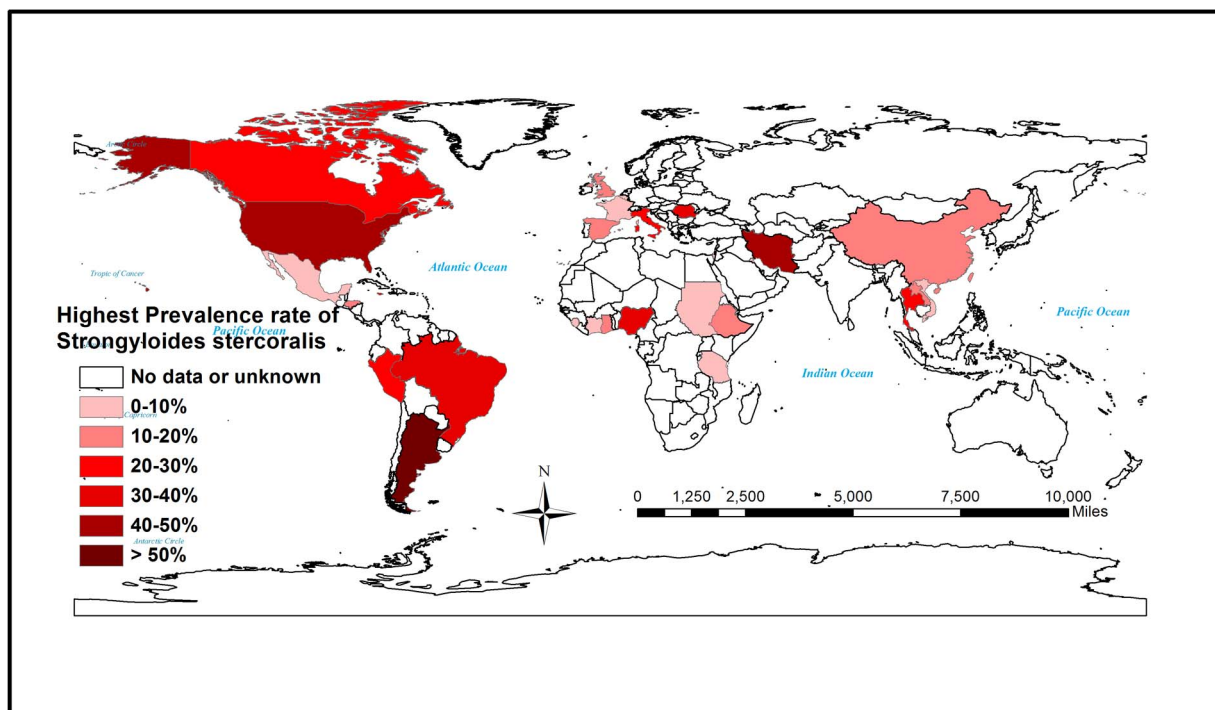 Arctic Circle
Tropic of Cancer
Atlantic Ocean
Pacific Ocean
Highest Prevalence rate of
Pacific Ocean
Strongyloides stercoralis
Indian Ocean
No data or unknown
0-10%
Capricorn
10-20%
20-30%
30-40%
40-50%
Antarctic Circle
> 50%
N
0 1,250 2,500 5,000 7,500 10,000
Miles